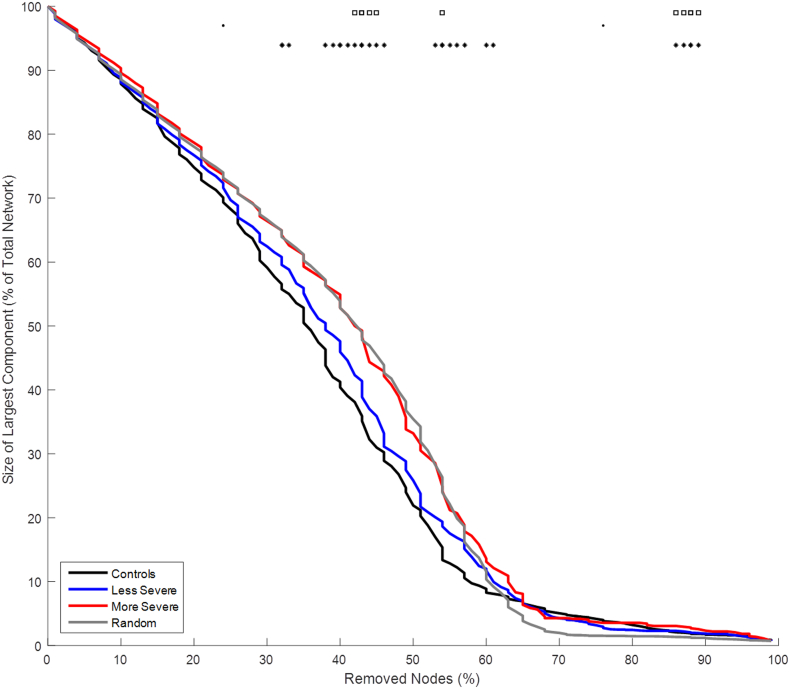 100
90
80
70
60
50
40
30
20
10
0
Size of Largest Component (% of Total Network)
Controls
Less Severe
More Severe
Random
0 10 20 30 40 50 60 70 80 90 100
Removed Nodes (%)